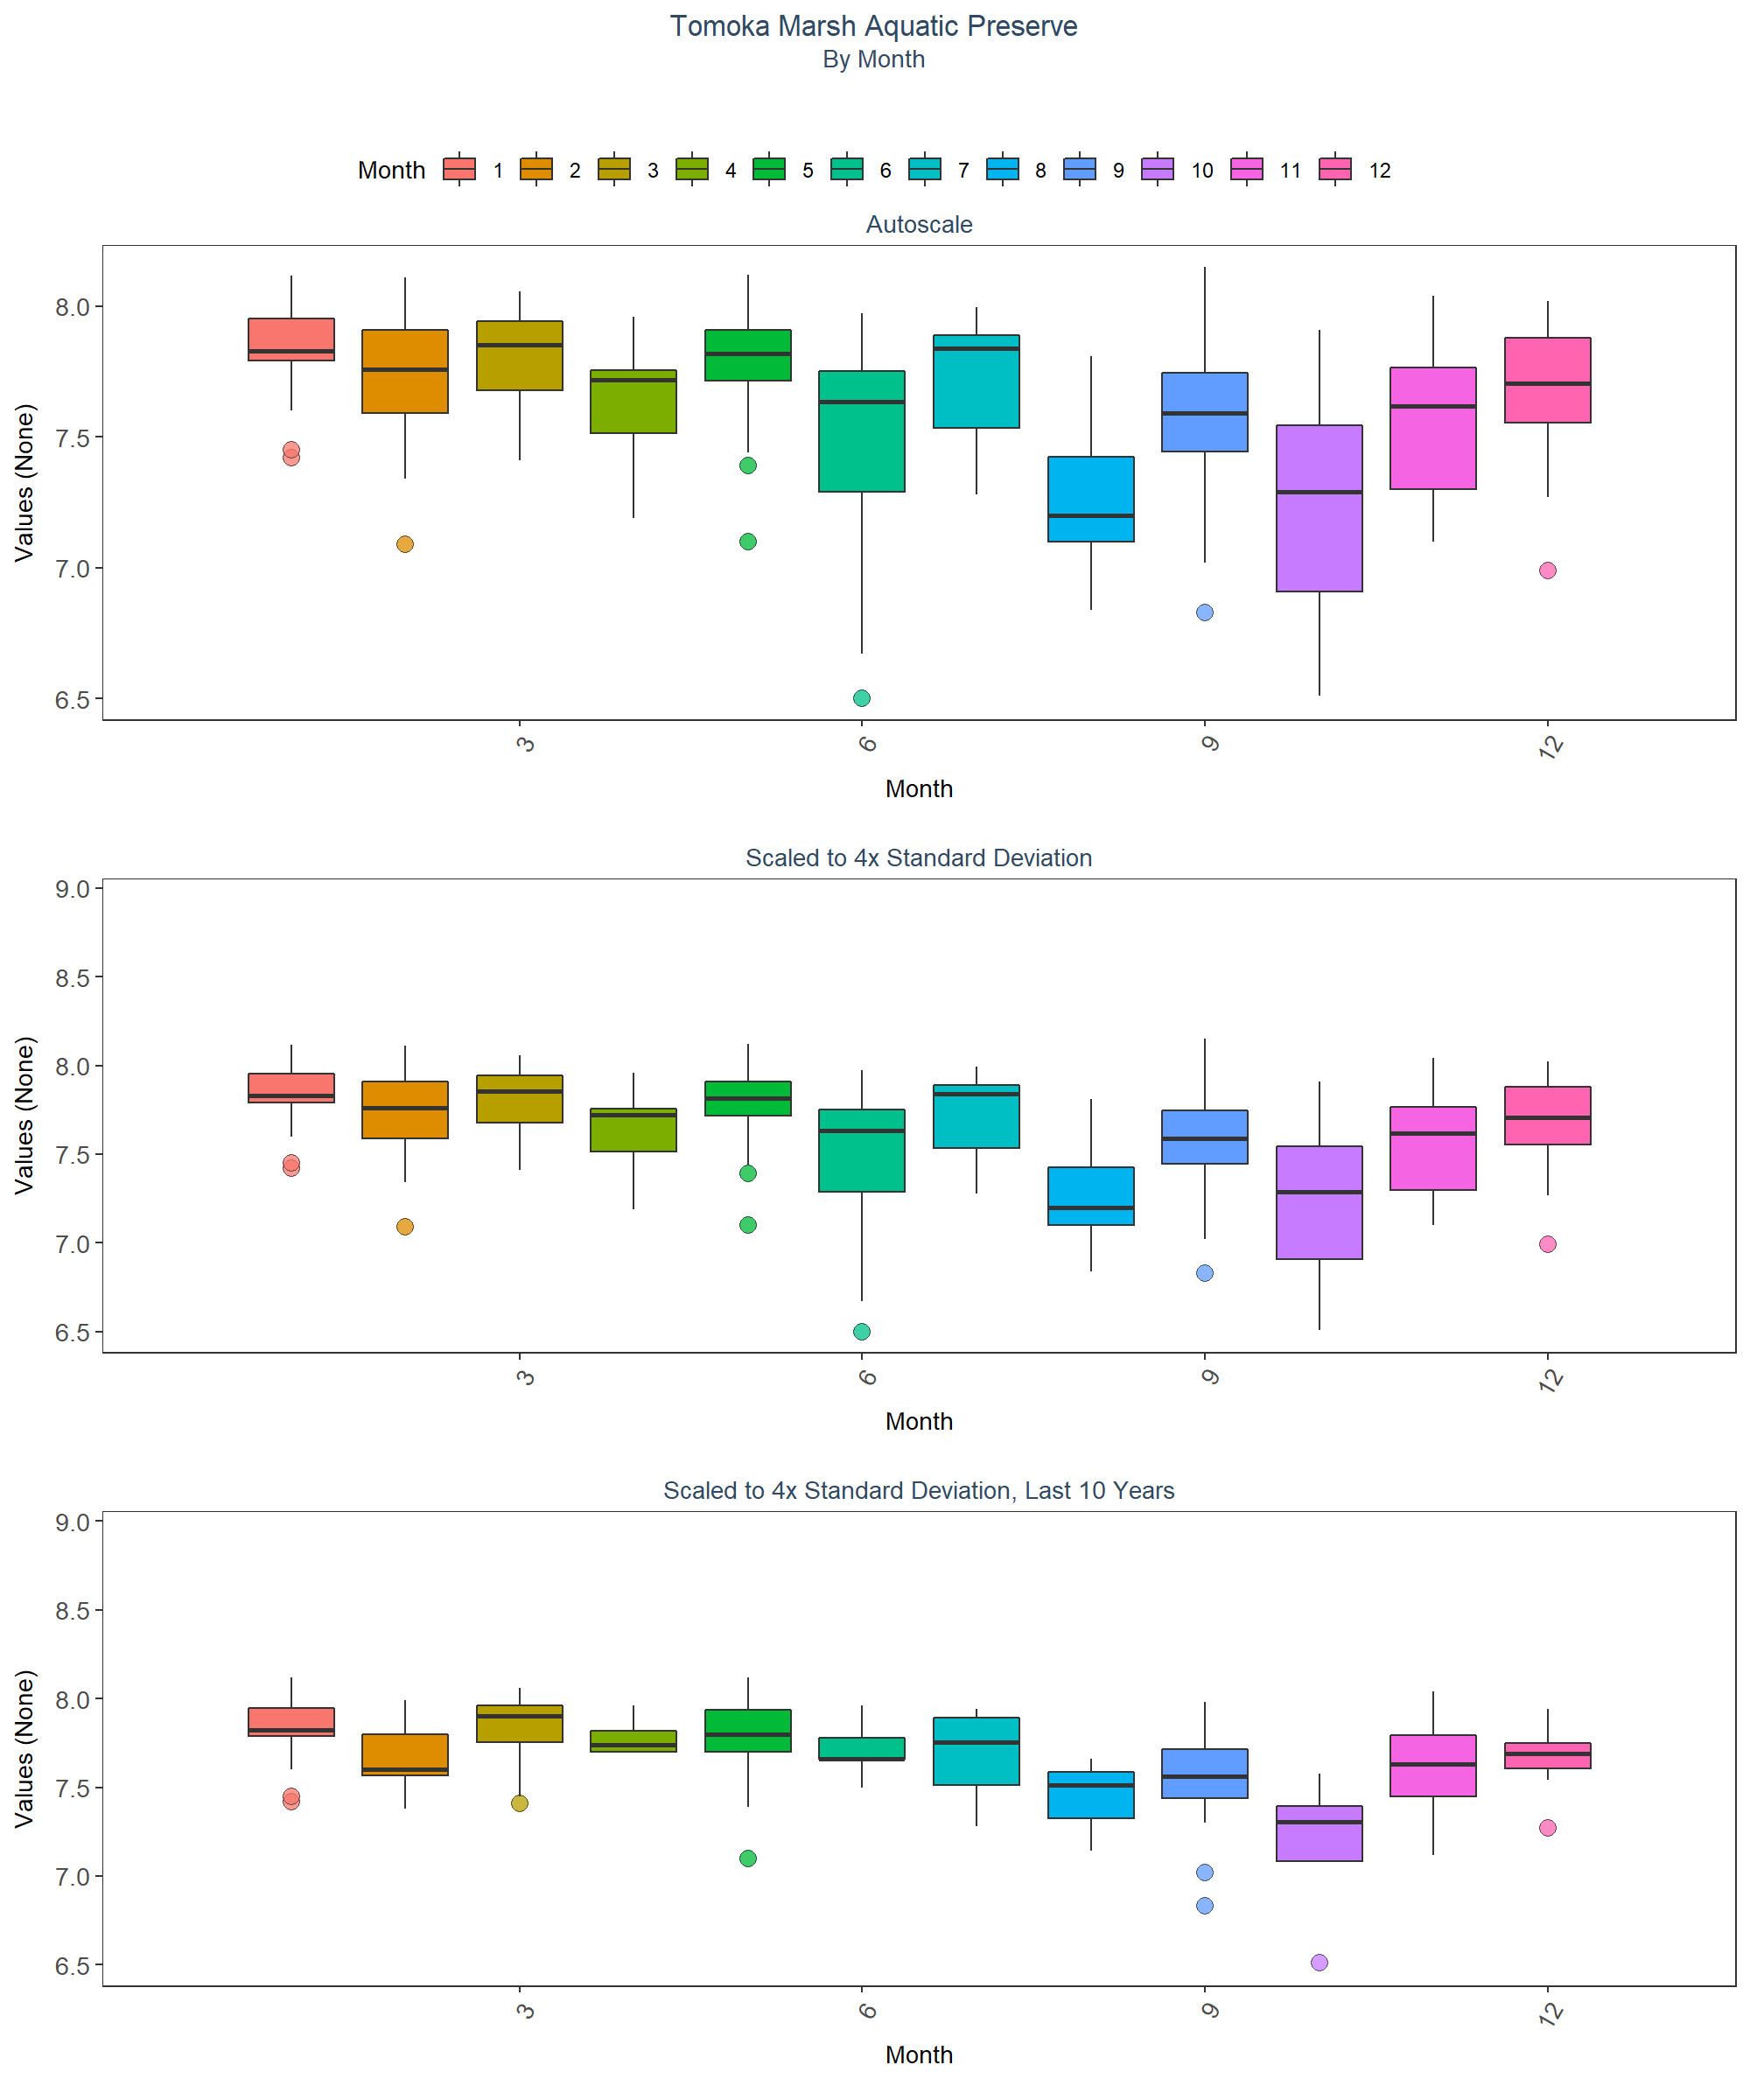 Tomoka Marsh Aquatic Preserve
By Month
Month 1 2 3 4 5 6 7 8 9 10 11 12
Autoscale
Values (None)
8.0
7.5
7.0
6.5
3 6 9 12
Month
Scaled to 4x Standard Deviation
Values (None)
9.0
8.5
8.0
7.5
7.0
6.5
3 6 9 12
Month
Scaled to 4x Standard Deviation, Last 10 Years
Values (None)
9.0
8.5
8.0
7.5
7.0
6.5
3 6 9 12
Month